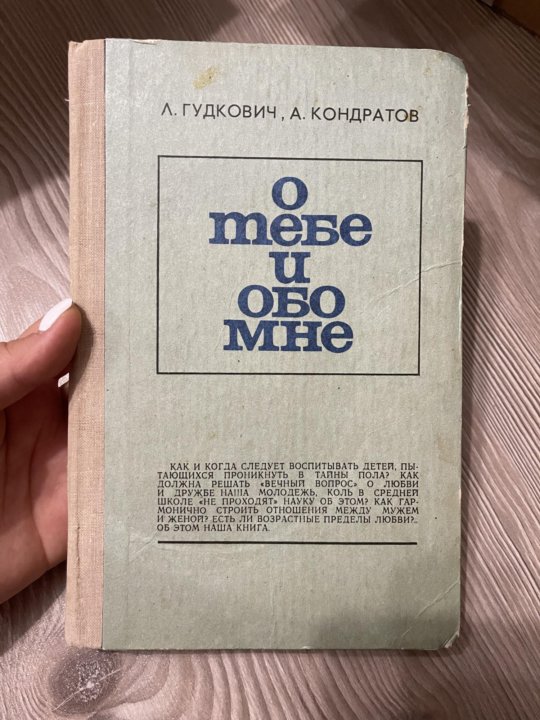 Л. ГУДКОВИЧ, А. КОНДРАТОВ
О
тебе
и
обо
мне
КАК И КОГДА СЛЕДУЕТ ВОСПИТЫВАТЬ ДЕТЕЙ, ПЫ-
ТАЮЩИХСЯ ПРОНИКНУТЬ В ТАЙНЫ ПОЛА? КАК
ДОЛЖНА РЕШАТЬ «ВЕЧНЫЙ ВОПРОС» О ЛЮБВИ
И ДРУЖБЕ НАША МОЛОДЕЖЬ, КОЛЬ В СРЕДНЕЙ
ШКОЛЕ «НЕ ПРОХОДЯТ» НАУКУ ОБ ЭТОМ? КАК ГАР-
МОНИЧНО СТРОИТЬ ОТНОШЕНИЯ МЕЖДУ МУЖЕМ
И ЖЕНОЙ? ЕСТЬ ЛИ ВОЗРАСТНЫЕ ПРЕДЕЛЫ ЛЮБВИ?..
ОБ ЭТОМ НАША КНИГА.